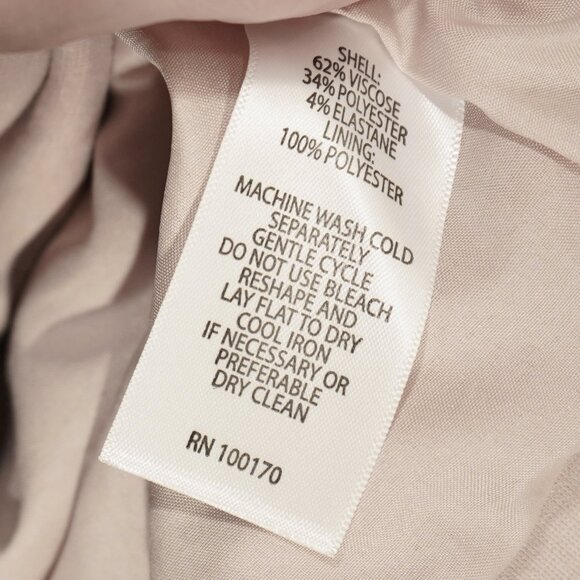 SHELL:
62% VISCOSE
34% POLYESTER
4% ELASTANE
LINING:
100% POLYESTER
MACHINE WASH COLD
SEPARATELY
GENTLE CYCLE
DO NOT USE BLEACH
RESHAPE AND
LAY FLAT TO DRY
COOL IRON
IF NECESSARY OR
PREFERABLE
DRY CLEAN
RN 100170